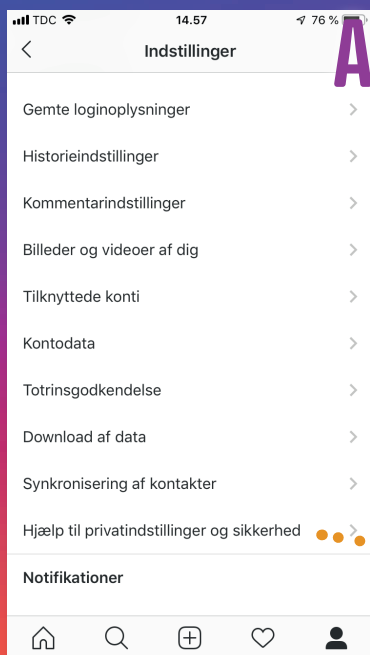 TDC 14.57 76 %
Indstillinger
A
Gemte loginoplysninger
Historieindstillinger
Kommentarindstillinger
Billeder og videoer af dig
Tilknyttede konti
Kontodata
Totrinsgodkendelse
Download af data
Synkronisering af kontakter
Hjælp til privatindstillinger og sikkerhed
Notifikationer